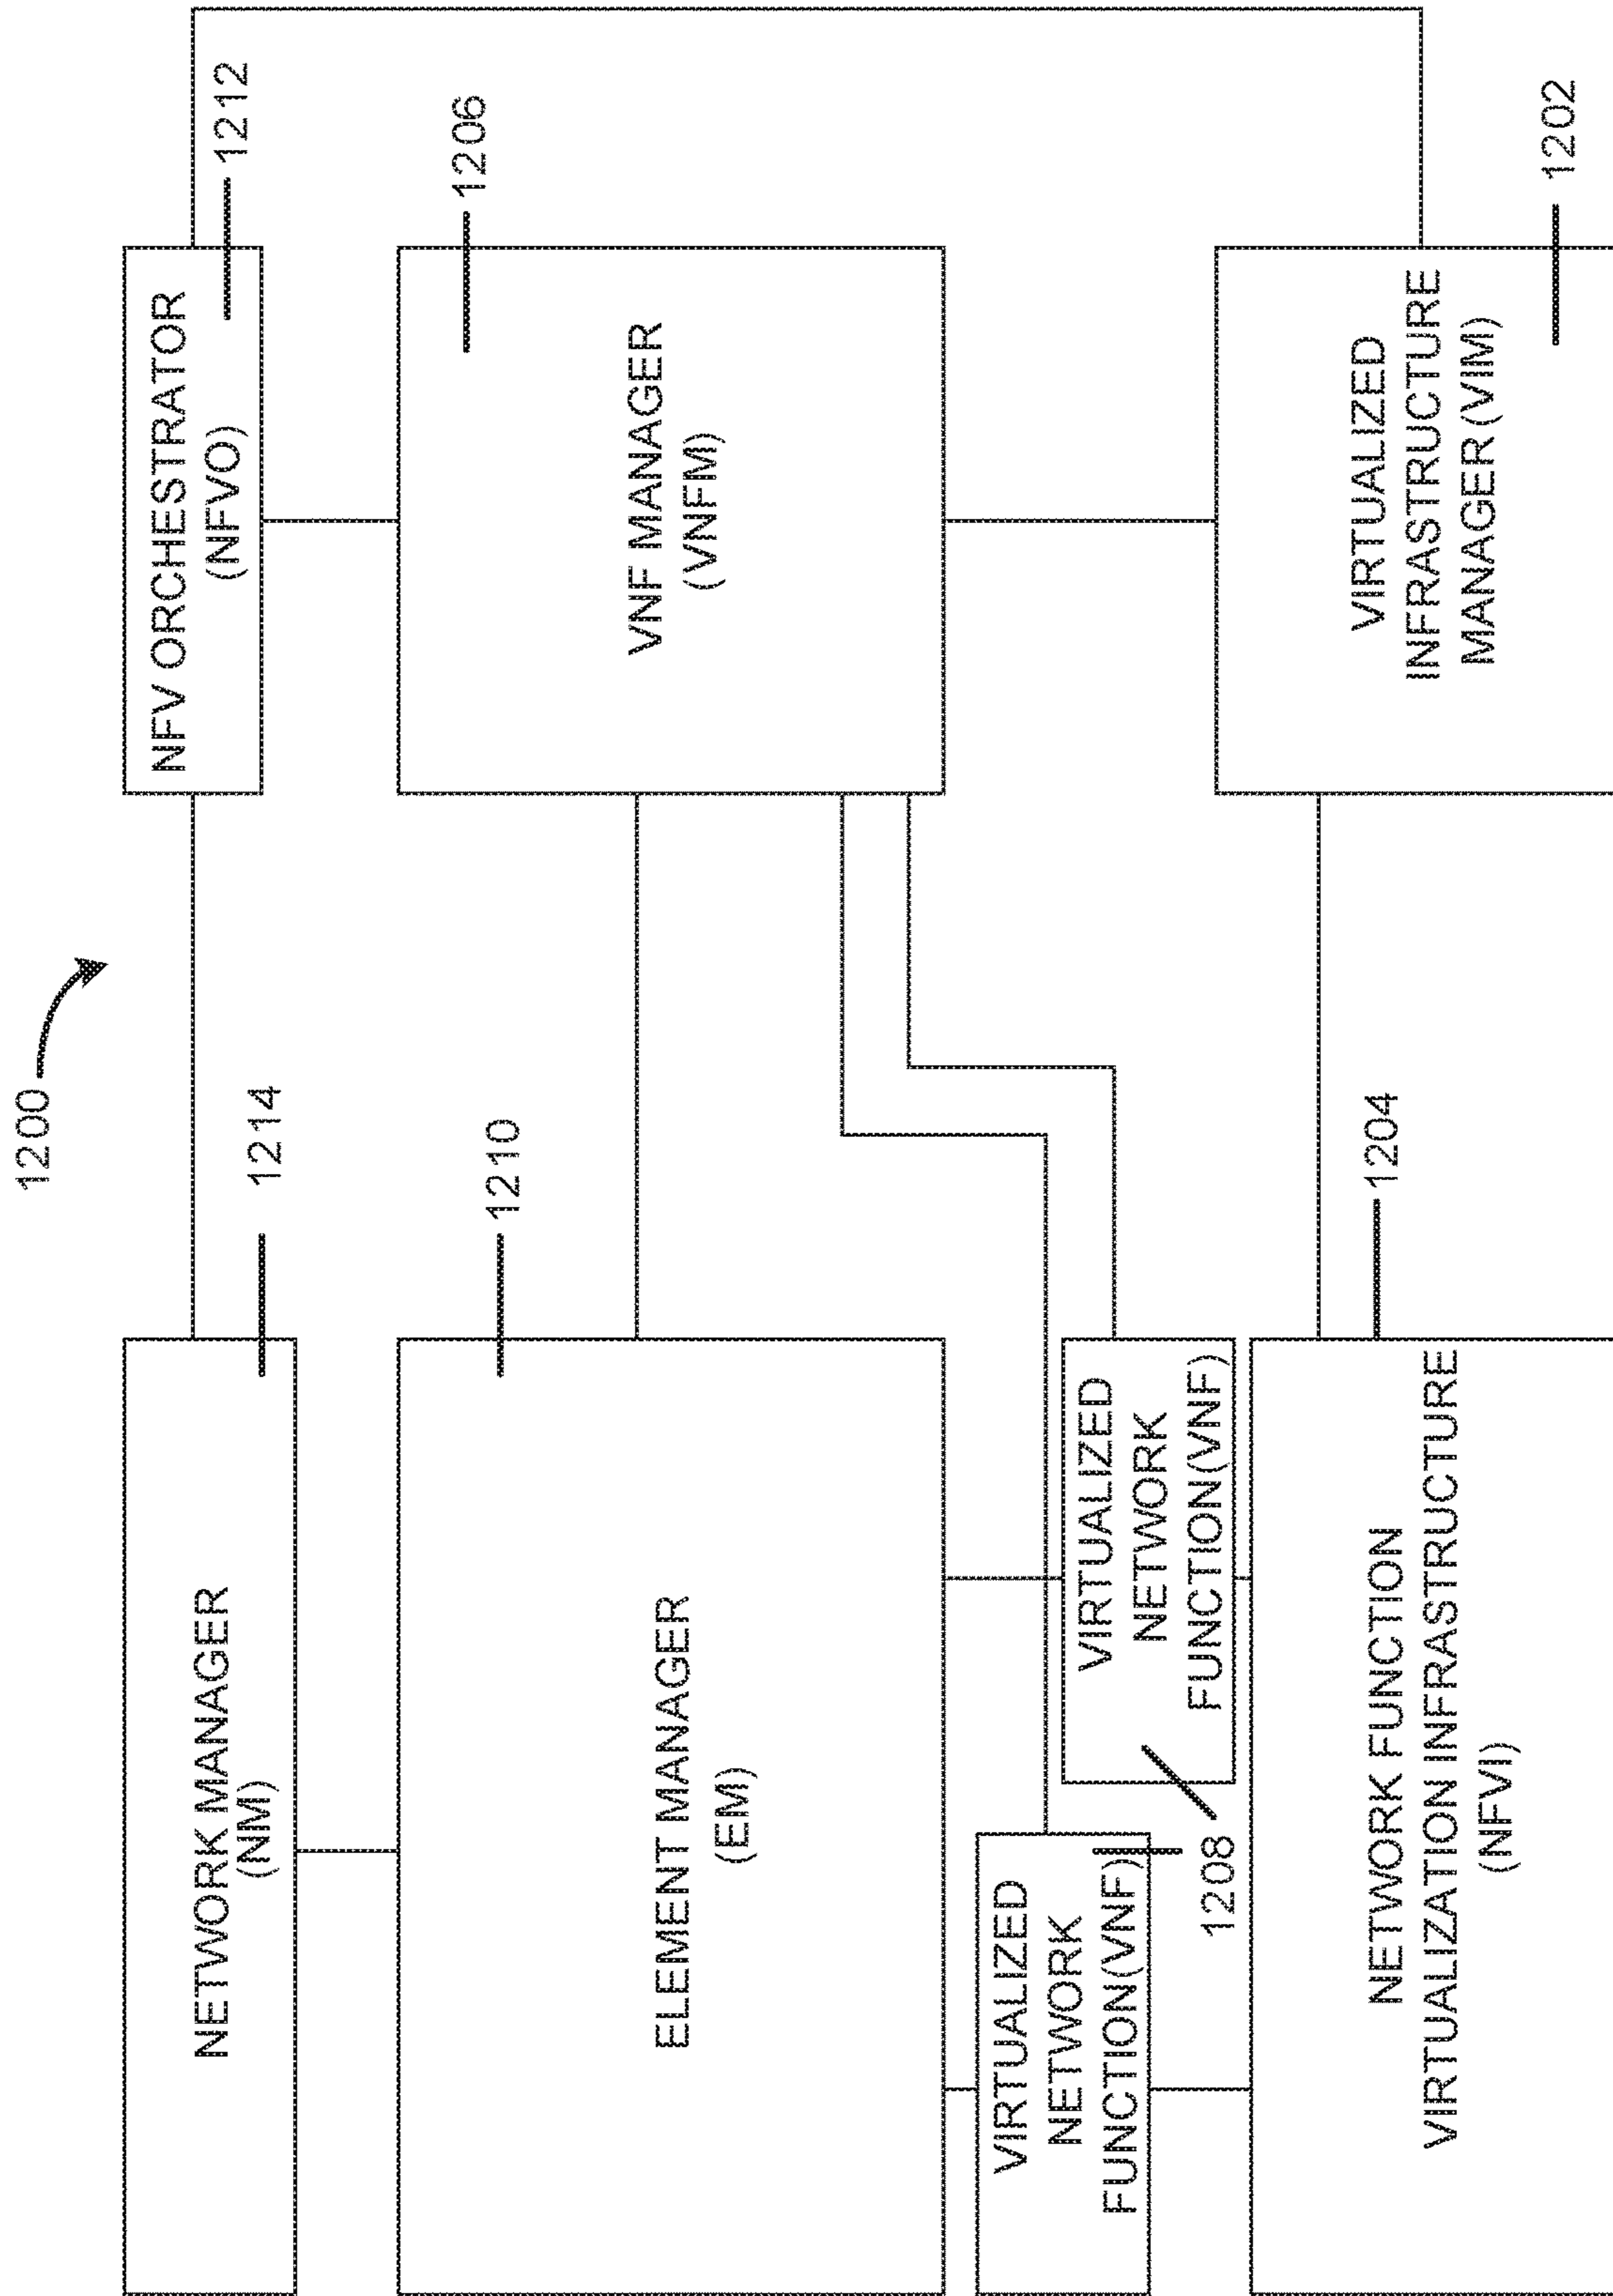 1200
NETWORK MANAGER
(NM)
1214
NFV ORCHESTRATOR
(NFVO)
1212
ELEMENT MANAGER
(EM)
1210
VNF MANAGER
(VNFM)
1206
VIRTUALIZED
NETWORK
FUNCTION(VNF)
VIRTUALIZED
NETWORK
FUNCTION(VNF)
1208
NETWORK FUNCTION
VIRTUALIZATION INFRASTRUCTURE
(NFVI)
1204
VIRTUALIZED
INFRASTRUCTURE
MANAGER (VIM)
1202